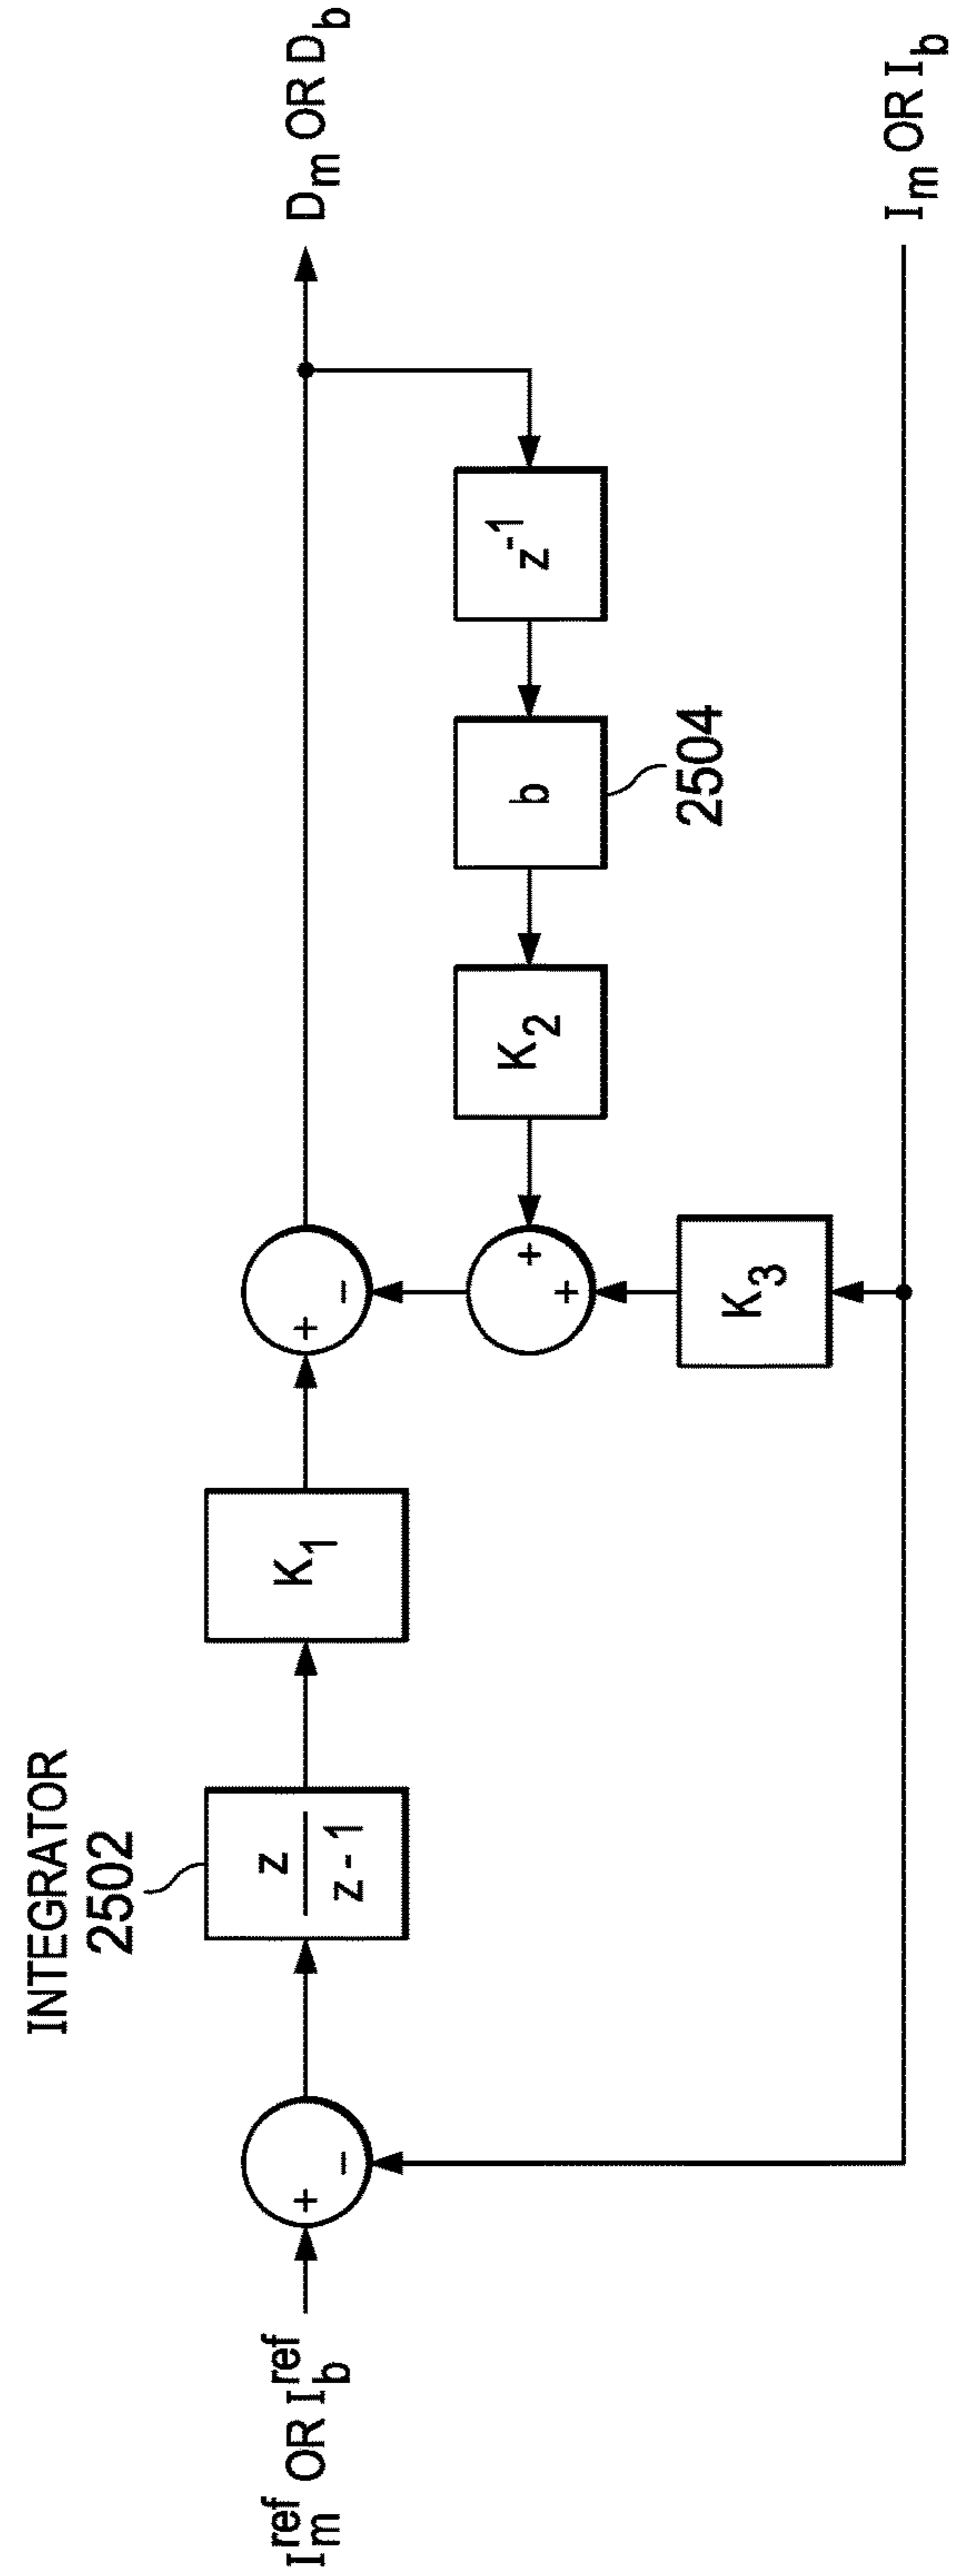 INTEGRATOR
2502
I_m^ref OR I_b^ref
+
-
z
z - 1
K_1
+
-
D_m OR D_b
+
+
K_2
b
z^-1
2504
K_3
I_m OR I_b